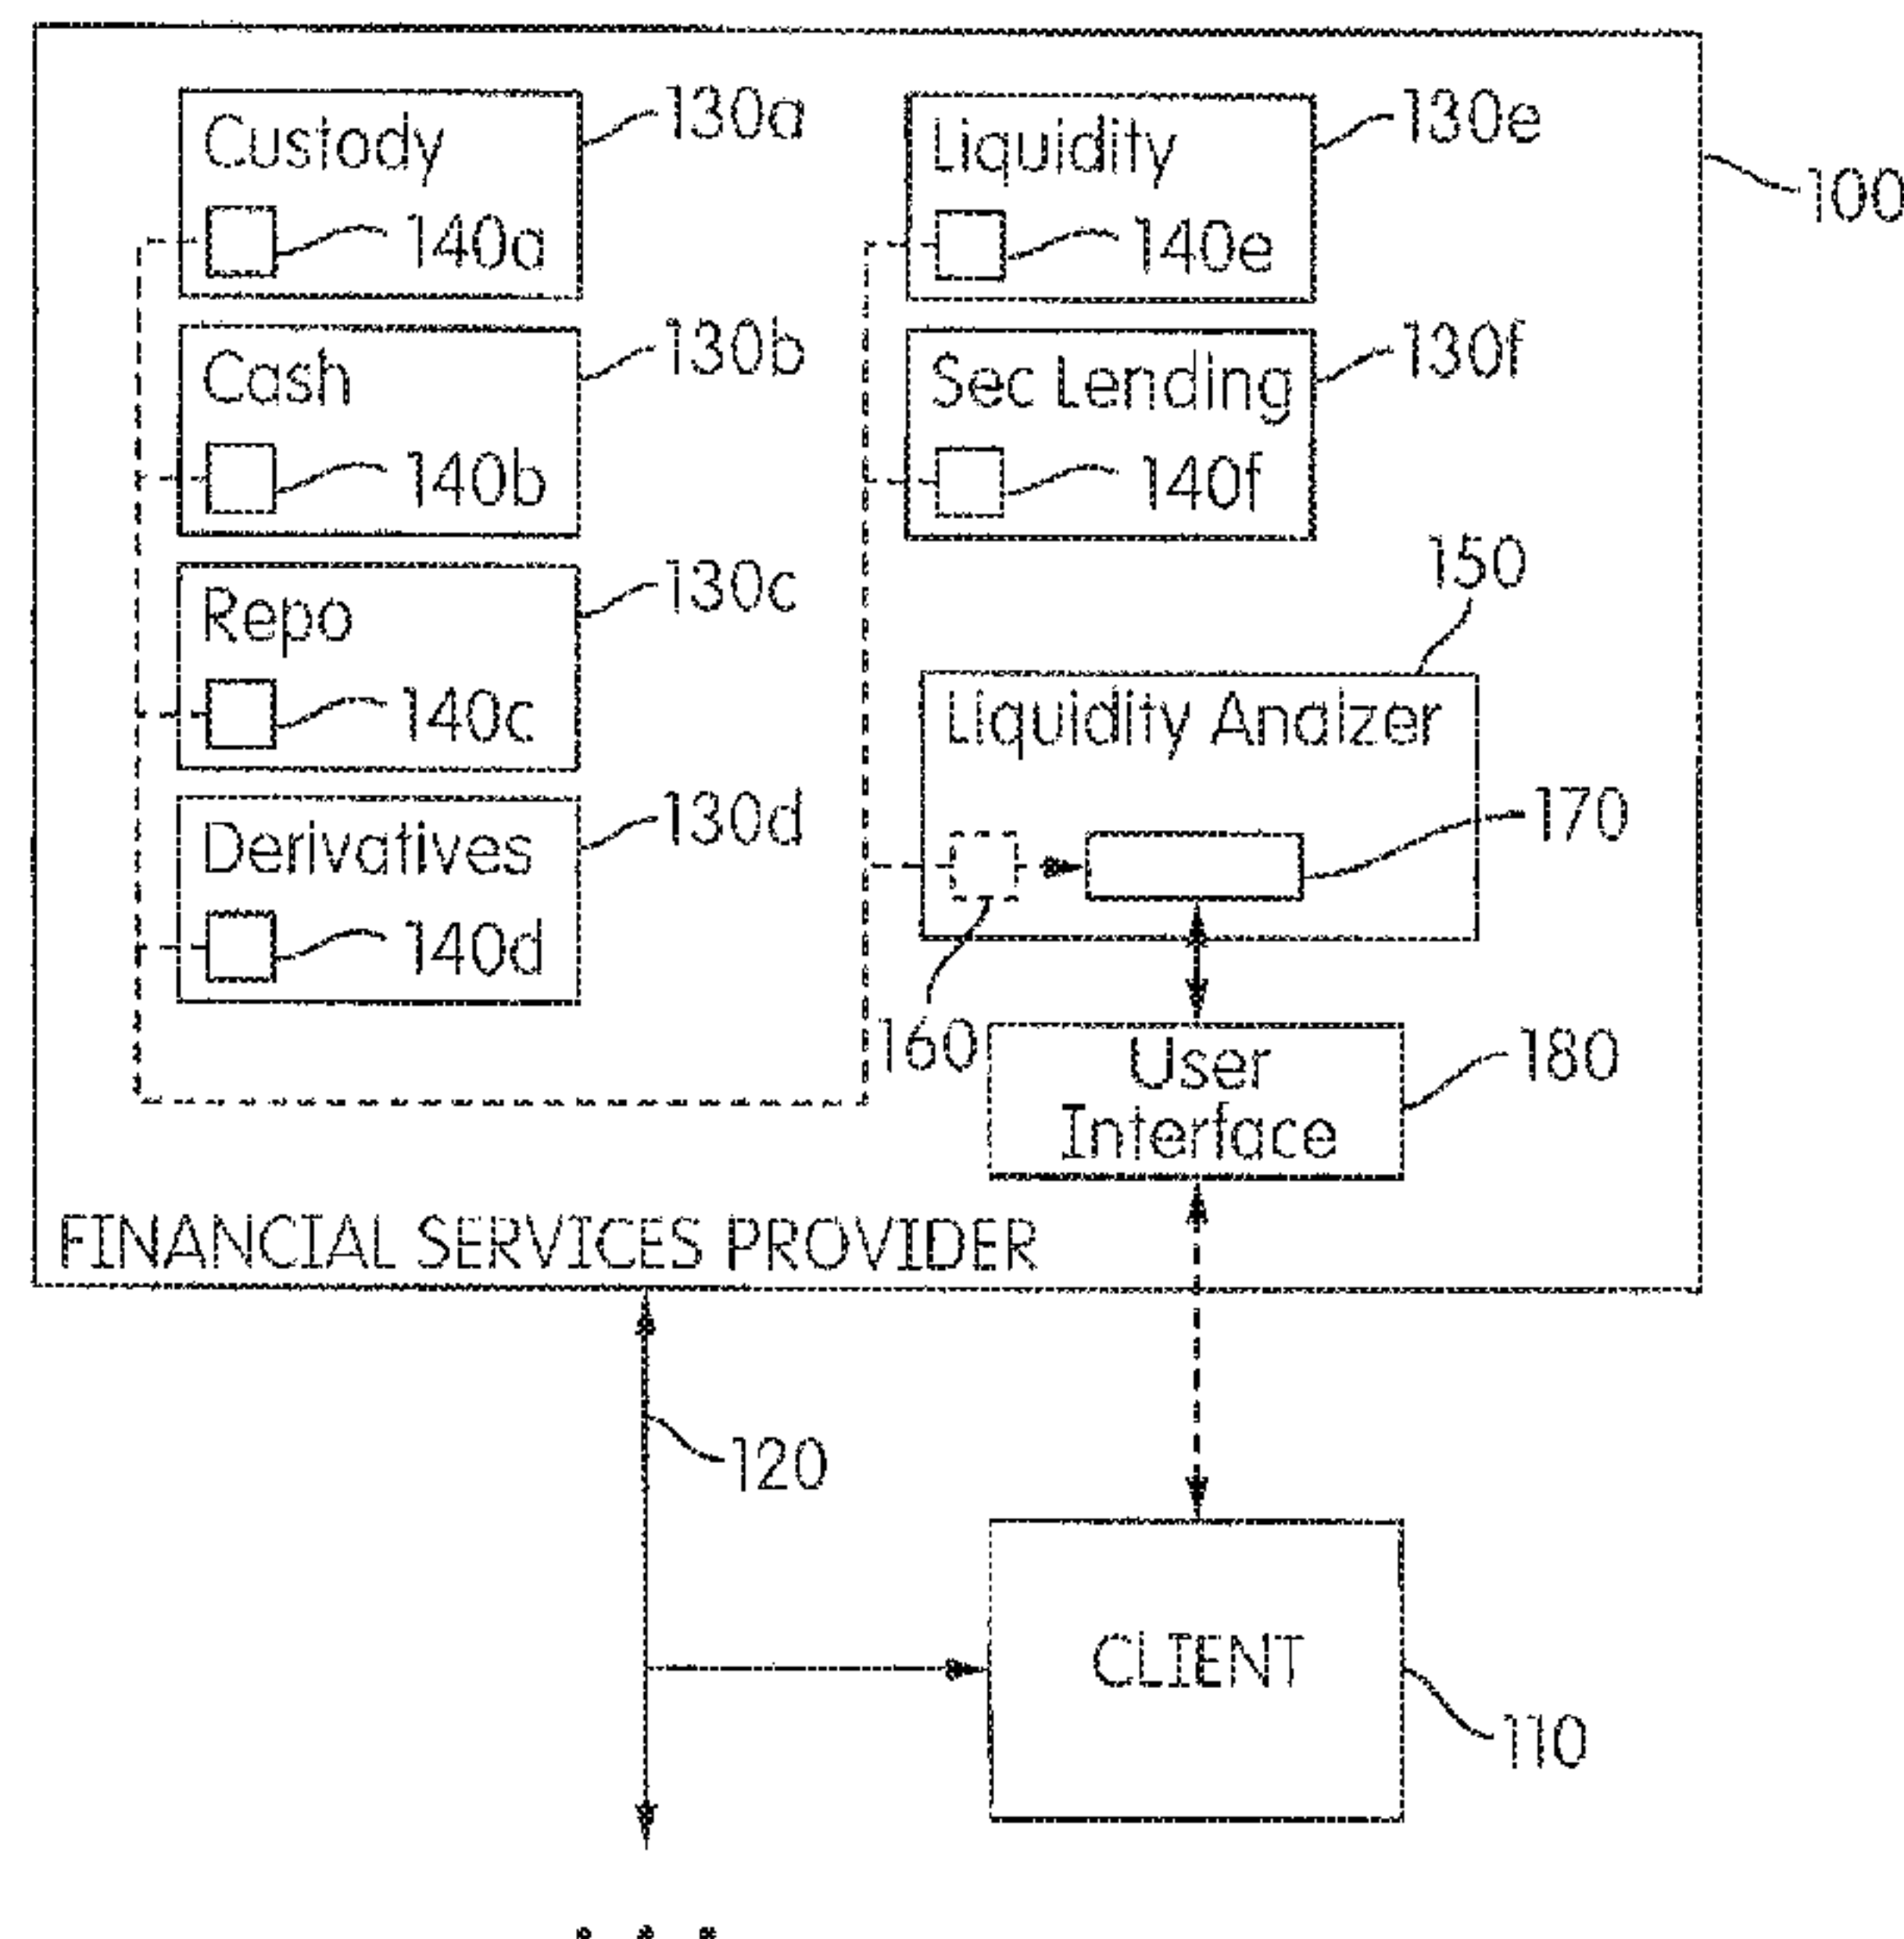 Custody
130a
140a
Cash
130b
140b
Repo
130c
140c
Derivatives
130d
140d
Liquidity
130e
140e
100
Sec Lending
130f
140f
150
Liquidity Analzer
170
160
User
Interface
180
FINANCIAL SERVICES PROVIDER
120
CLIENT
110